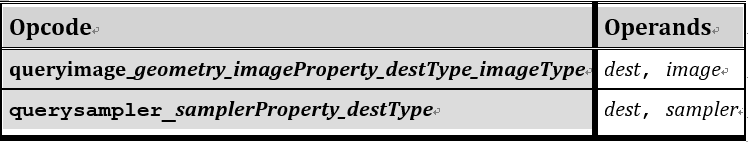 Opcode Operands
queryimage_geometry_imageProperty_destType_imageType dest, image
querysampler_samplerProperty_destType dest, sampler